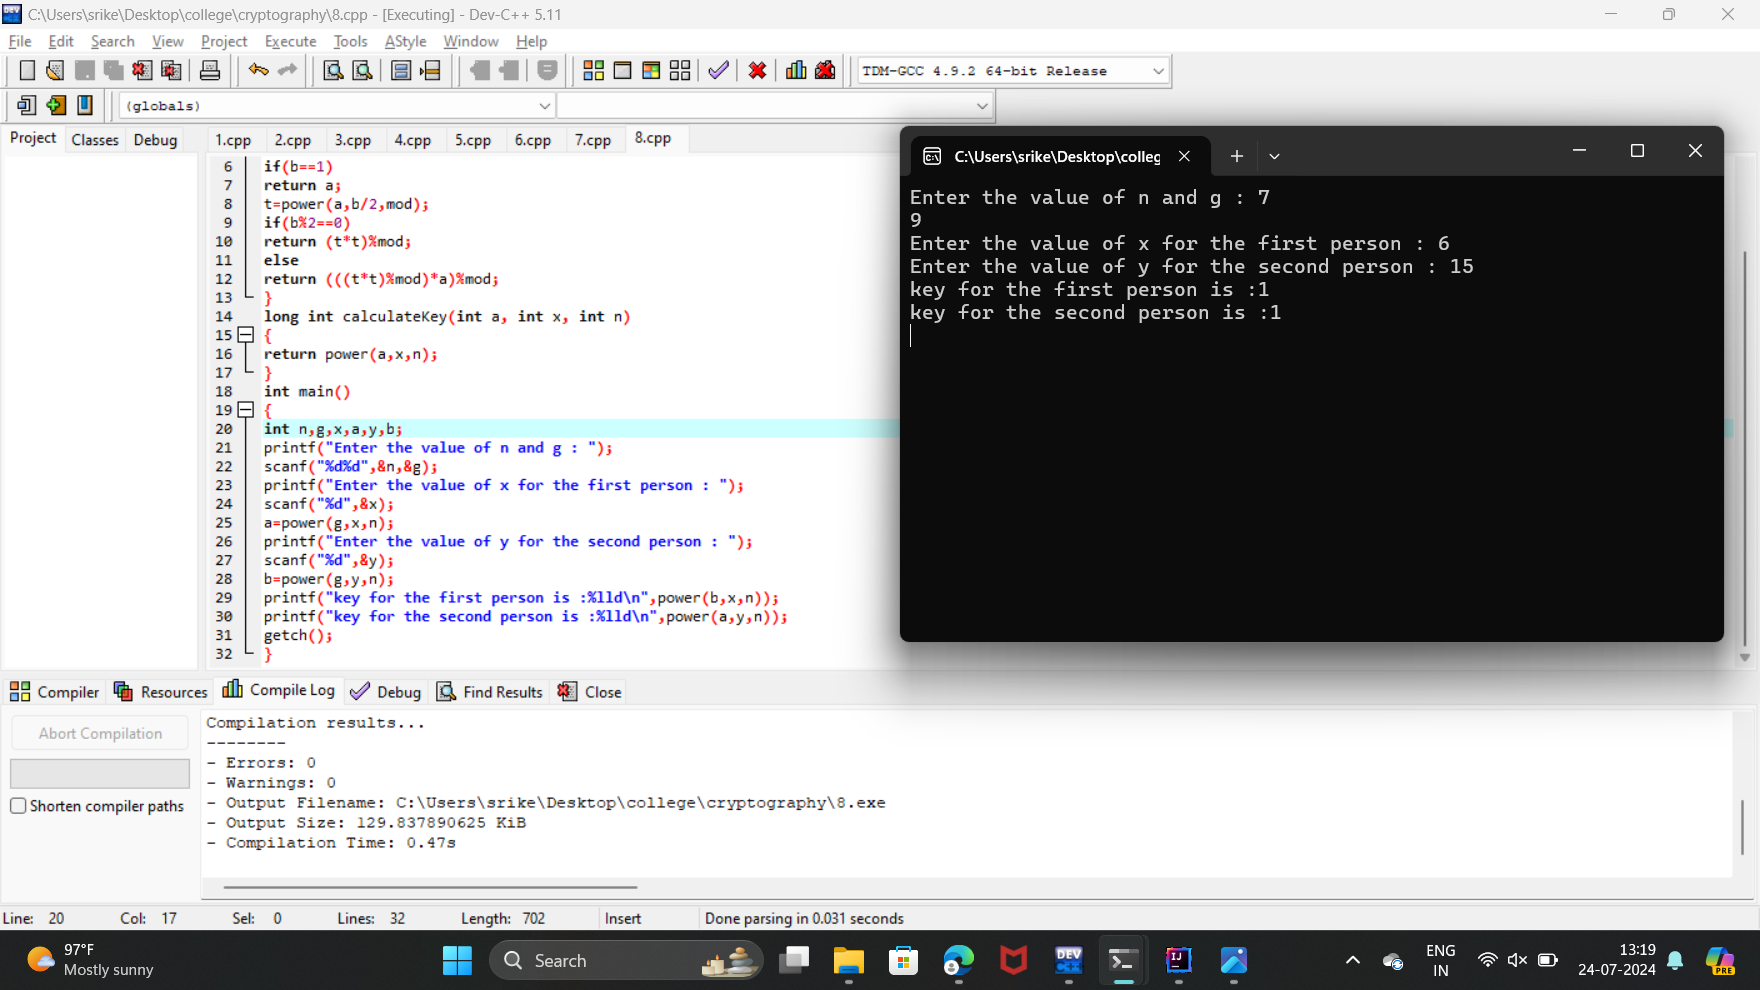 C:\Users\srike\Desktop\college\cryptography\8.cpp - [Executing] - Dev-C++ 5.11
File Edit Search View Project Execute Tools AStyle Window Help
TDM-GCC 4.9.2 64-bit Release
(globals)
Project Classes Debug 1.cpp 2.cpp 3.cpp 4.cpp 5.cpp 6.cpp 7.cpp 8.cpp
6 if(b==1)
7 return a;
8 t=power(a,b/2,mod);
9 if(b%2==0)
10 return (t*t)%mod;
11 else
12 return (((t*t)%mod)*a)%mod;
13 }
14 long int calculateKey(int a, int x, int n)
15 {
16 return power(a,x,n);
17 }
18 int main()
19 {
20 int n,g,x,a,y,b;
21 printf("Enter the value of n and g : ");
22 scanf("%d%d",&n,&g);
23 printf("Enter the value of x for the first person : ");
24 scanf("%d",&x);
25 a=power(g,x,n);
26 printf("Enter the value of y for the second person : ");
27 scanf("%d",&y);
28 b=power(g,y,n);
29 printf("key for the first person is :%lld\n",power(b,x,n));
30 printf("key for the second person is :%lld\n",power(a,y,n));
31 getch();
32 }
C:\Users\srike\Desktop\colleg
Enter the value of n and g : 7
9
Enter the value of x for the first person : 6
Enter the value of y for the second person : 15
key for the first person is :1
key for the second person is :1
Compiler Resources Compile Log Debug Find Results Close
Abort Compilation
Shorten compiler paths
Compilation results...
--------
- Errors: 0
- Warnings: 0
- Output Filename: C:\Users\srike\Desktop\college\cryptography\8.exe
- Output Size: 129.837890625 KiB
- Compilation Time: 0.47s
Line: 20 Col: 17 Sel: 0 Lines: 32 Length: 702 Insert Done parsing in 0.031 seconds
97°F
Mostly sunny
Search
DEV
C++
IJ
ENG
IN
13:19
24-07-2024
PRE